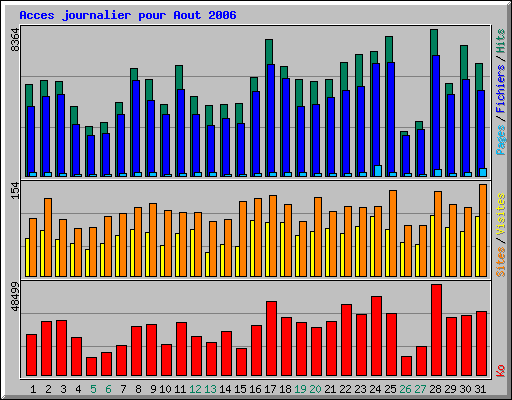 Acces journalier pour Aout 2006
8364
Pages / Fichiers / Hits
154
Sites / Visites
48499
Ko
1 2 3 4 5 6 7 8 9 10 11 12 13 14 15 16 17 18 19 20 21 22 23 24 25 26 27 28 29 30 31